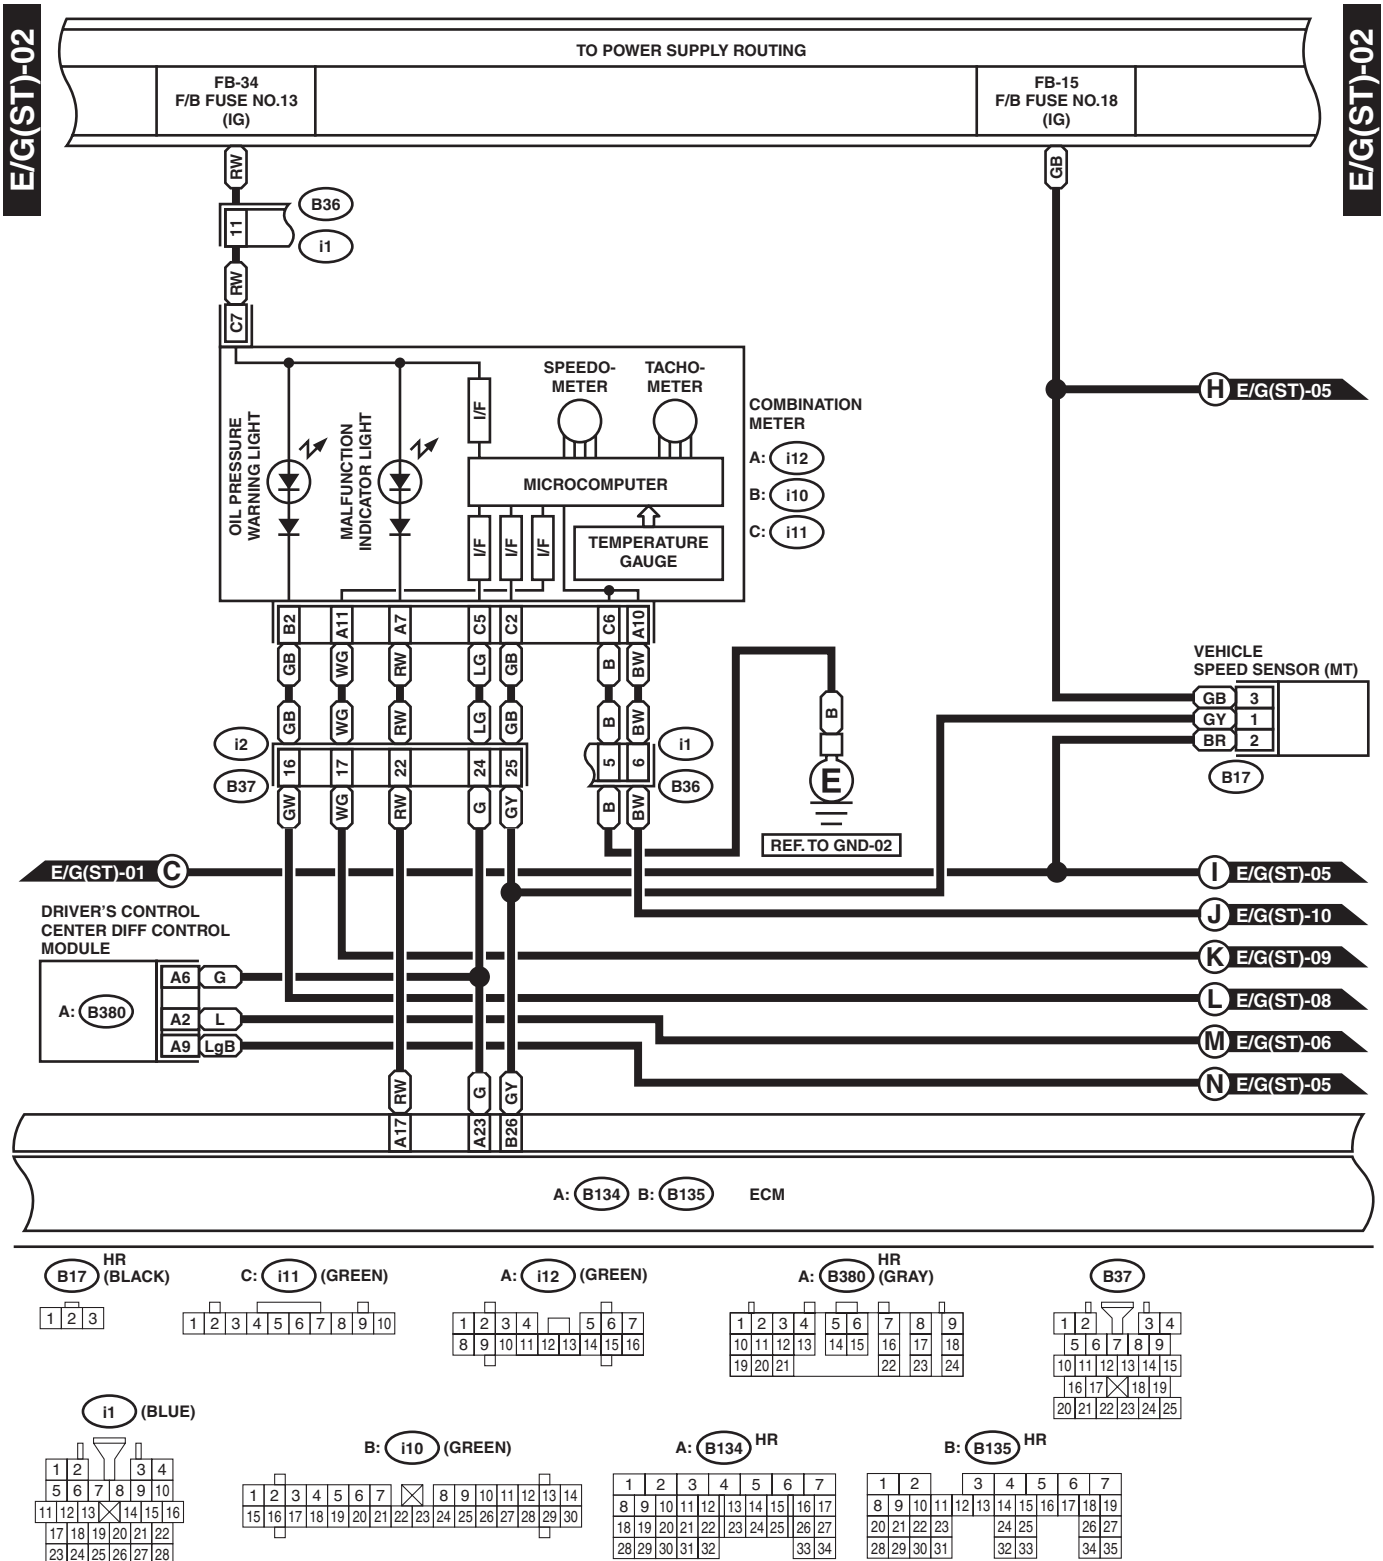 E/G(ST)-02
E/G(ST)-02
TO POWER SUPPLY ROUTING
FB-34
F/B FUSE NO.13
(IG)
FB-15
F/B FUSE NO.18
(IG)
RW
GB
11
B36
i1
RW
C7
OIL PRESSURE
WARNING LIGHT
MALFUNCTION
INDICATOR LIGHT
I/F
SPEEDO-
METER
TACHO-
METER
MICROCOMPUTER
I/F
I/F
I/F
TEMPERATURE
GAUGE
COMBINATION
METER
A: i12
B: i10
C: i11
H E/G(ST)-05
B2 A11 A7 C5 C2 C6 A10
GB WG RW LG GB B BW
GB WG RW LG GB B BW
i2
B37
16 17 22 24 25 5 6
i1
B36
GW WG RW G GY B BW
B
E
REF. TO GND-02
VEHICLE
SPEED SENSOR (MT)
GB 3
GY 1
BR 2
B17
E/G(ST)-01 C
I E/G(ST)-05
J E/G(ST)-10
K E/G(ST)-09
L E/G(ST)-08
M E/G(ST)-06
N E/G(ST)-05
DRIVER'S CONTROL
CENTER DIFF CONTROL
MODULE
A: B380
A6 G
A2 L
A9 LgB
RW G GY
A17 A23 B26
A: B134 B: B135 ECM
B17 HR (BLACK)
1 2 3
C: i11 (GREEN)
1 2 3 4 5 6 7 8 9 10
A: i12 (GREEN)
1 2 3 4 5 6 7
8 9 10 11 12 13 14 15 16
A: B380 HR (GRAY)
1 2 3 4 5 6 7 8 9
10 11 12 13 14 15 16 17 18
19 20 21 22 23 24
B37
1 2 3 4
5 6 7 8 9
10 11 12 13 14 15
16 17 18 19
20 21 22 23 24 25
i1 (BLUE)
1 2 3 4
5 6 7 8 9 10
11 12 13 14 15 16
17 18 19 20 21 22
23 24 25 26 27 28
B: i10 (GREEN)
1 2 3 4 5 6 7 8 9 10 11 12 13 14
15 16 17 18 19 20 21 22 23 24 25 26 27 28 29 30
A: B134 HR
1 2 3 4 5 6 7
8 9 10 11 12 13 14 15 16 17
18 19 20 21 22 23 24 25 26 27
28 29 30 31 32 33 34
B: B135 HR
1 2 3 4 5 6 7
8 9 10 11 12 13 14 15 16 17 18 19
20 21 22 23 24 25 26 27
28 29 30 31 32 33 34 35